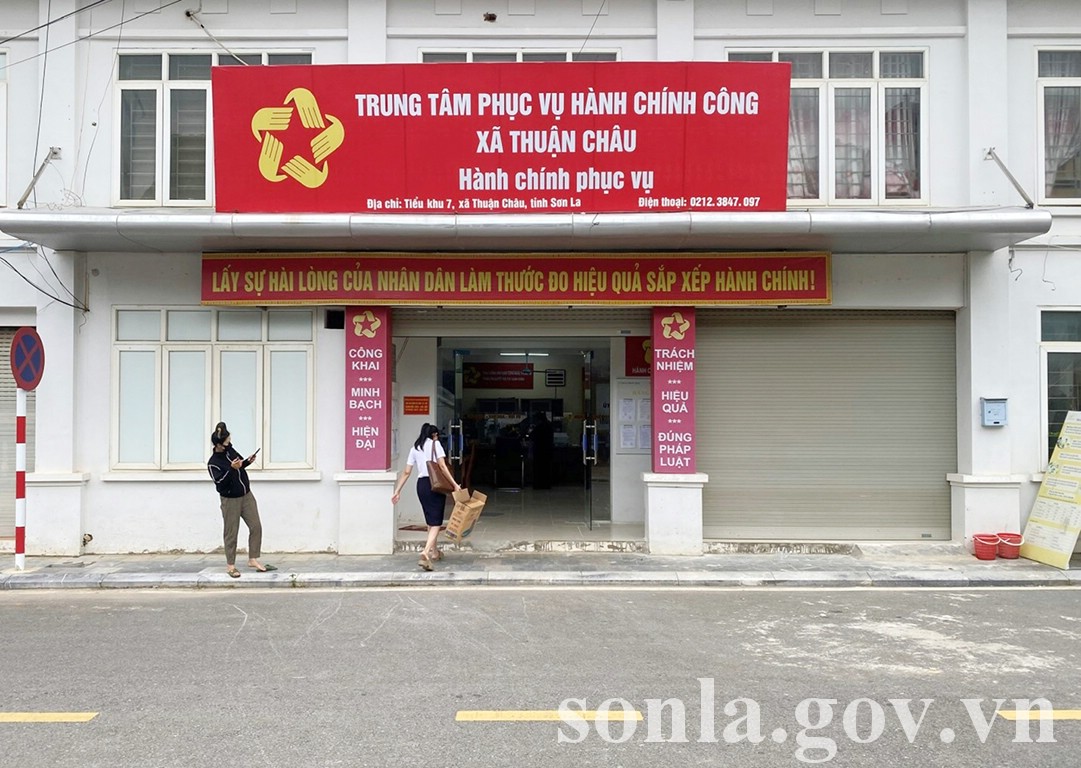 TRUNG TÂM PHỤC VỤ HÀNH CHÍNH CÔNG
XÃ THUẬN CHÂU
Hành chính phục vụ
Địa chỉ: Tiểu khu 7, xã Thuận Châu, tỉnh Sơn La
Điện thoại: 0212.3847.097
LẤY SỰ HÀI LÒNG CỦA NHÂN DÂN LÀM THƯỚC ĐO HIỆU QUẢ SẮP XẾP HÀNH CHÍNH!
CÔNG
KHAI
***
MINH
BẠCH
***
HIỆN
ĐẠI
TRÁCH
NHIỆM
***
HIỆU
QUẢ
***
ĐÚNG
PHÁP
LUẬT
HÀNH
sonla.gov.vn